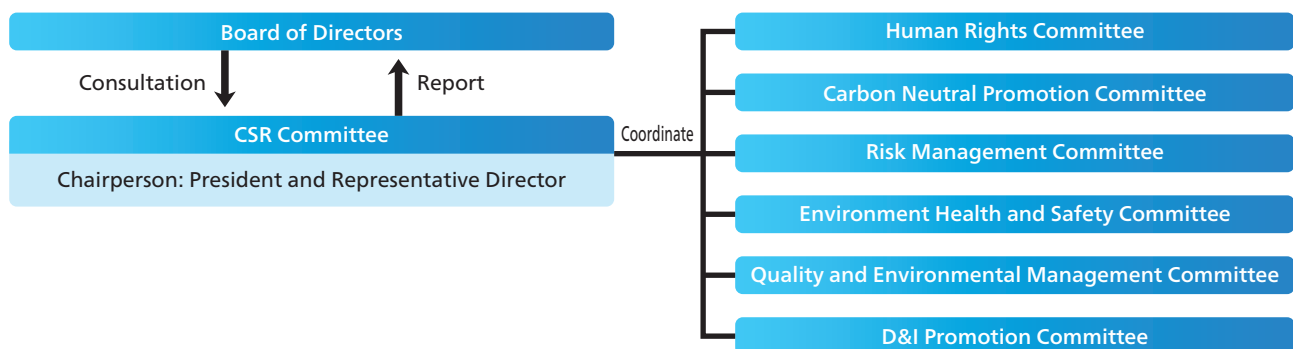 Board of Directors
Consultation
Report
CSR Committee
Chairperson: President and Representative Director
Coordinate
Human Rights Committee
Carbon Neutral Promotion Committee
Risk Management Committee
Environment Health and Safety Committee
Quality and Environmental Management Committee
D&I Promotion Committee